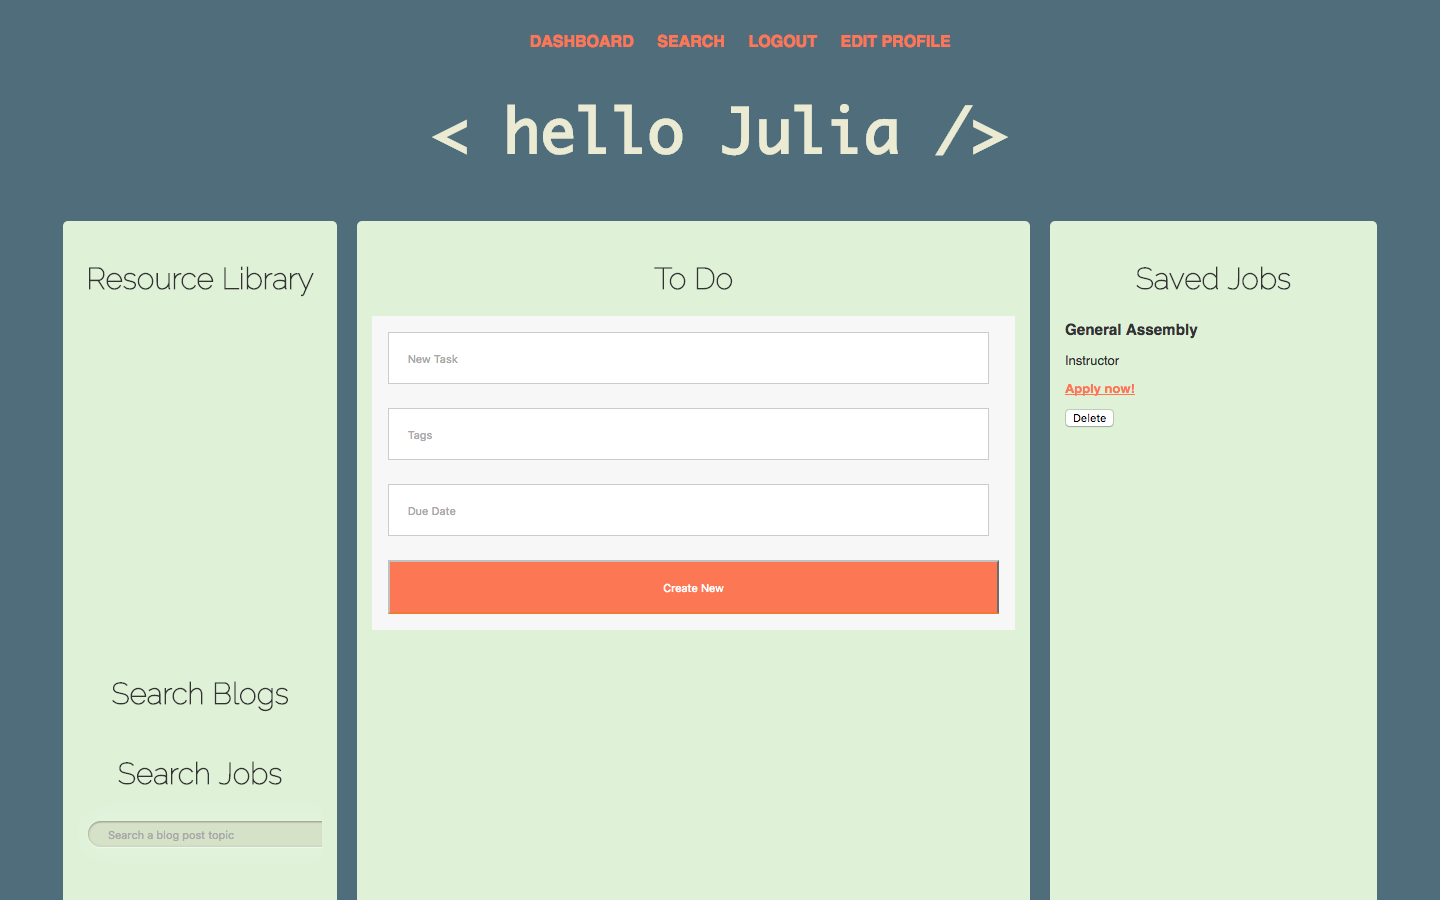 DASHBOARD SEARCH LOGOUT EDIT PROFILE
< hello Julia />
Resource Library
Search Blogs
Search Jobs
Search a blog post topic
To Do
New Task
Tags
Due Date
Create New
Saved Jobs
General Assembly
Instructor
Apply now!
Delete